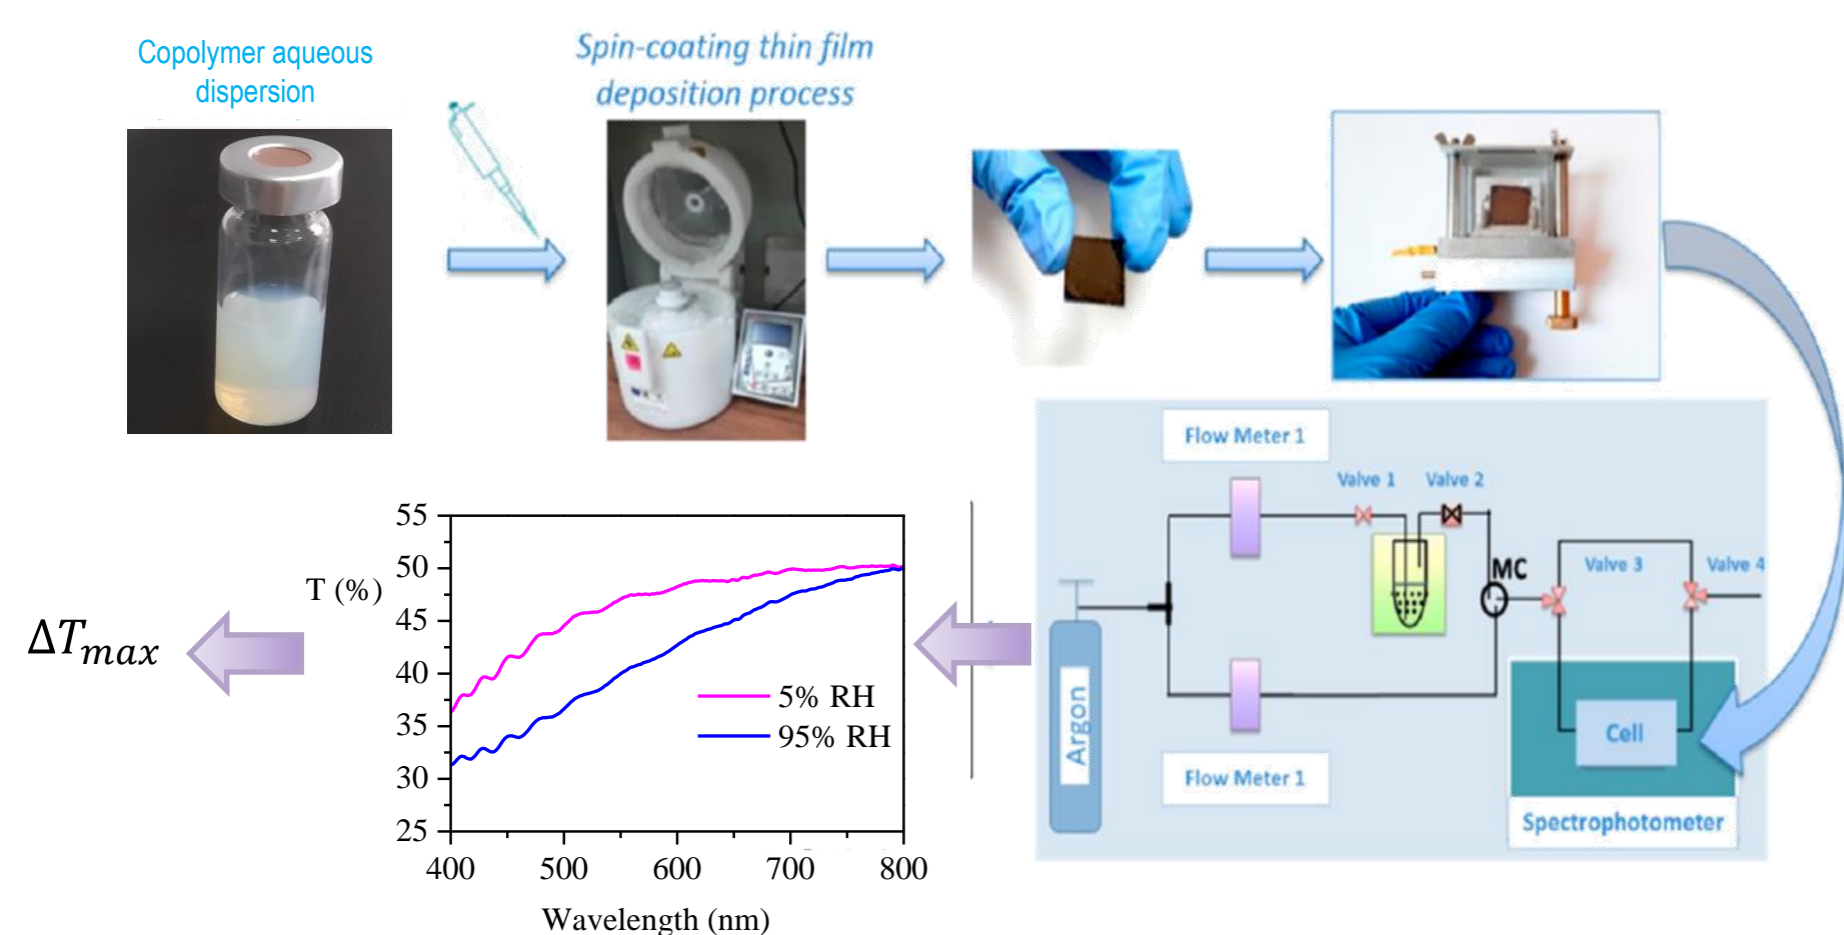 Copolymer aqueous
dispersion
Spin-coating thin film
deposition process
Flow Meter 1
Valve 1
Valve 2
MC
Valve 3
Valve 4
Argon
Flow Meter 1
Cell
Spectrophotometer
55
50
45
40
35
30
25
T (%)
5% RH
95% RH
400
500
600
700
800
Wavelength (nm)
ΔTmax